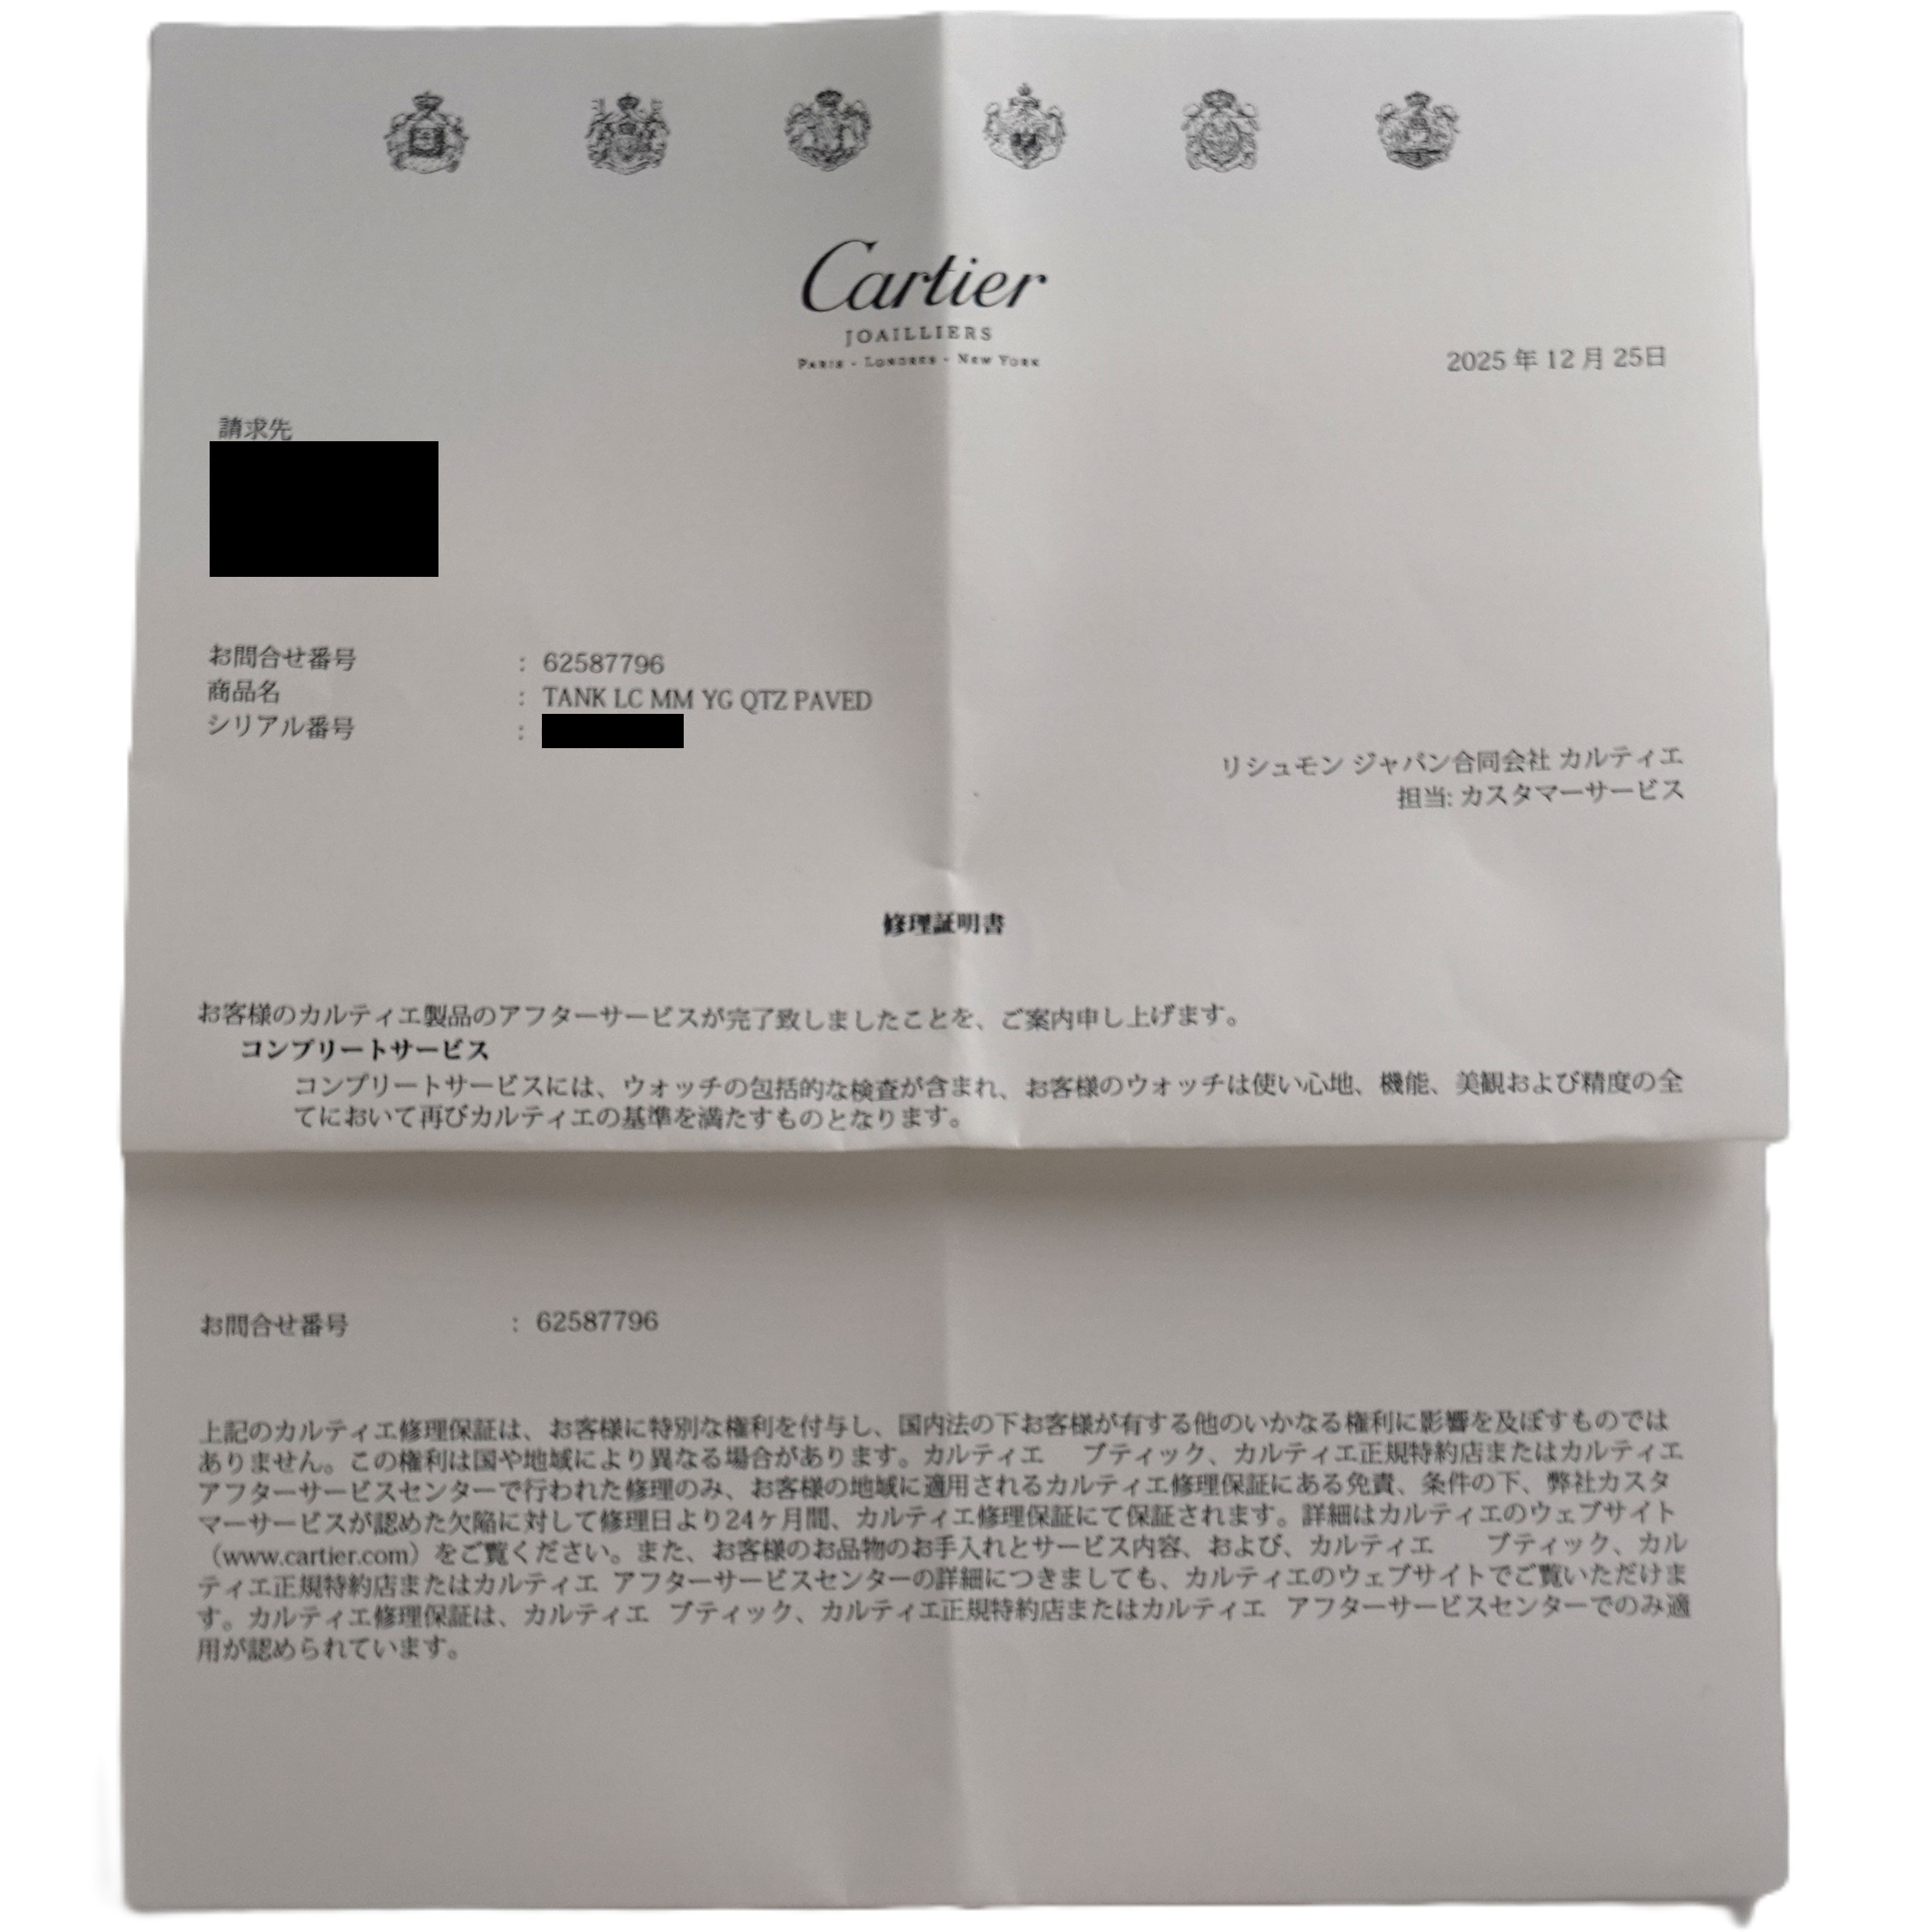 Cartier
JOAILLIERS
PARIS - LONDRES - NEW YORK
2025 年 12 月 25日
請求先
お問合せ番号 : 62587796
商品名 : TANK LC MM YG QTZ PAVED
シリアル番号 :
リシュモン ジャパン合同会社 カルティエ
担当: カスタマーサービス
修理証明書
お客様のカルティエ製品のアフターサービスが完了致しましたことを、ご案内申し上げます。
コンプリートサービス
コンプリートサービスには、ウォッチの包括的な検査が含まれ、お客様のウォッチは使い心地、機能、美観および精度の全
てにおいて再びカルティエの基準を満たすものとなります。
お問合せ番号 : 62587796
上記のカルティエ修理保証は、お客様に特別な権利を付与し、国内法の下お客様が有する他のいかなる権利に影響を及ぼすものでは
ありません。この権利は国や地域により異なる場合があります。カルティエ ブティック、カルティエ正規特約店またはカルティエ
アフターサービスセンターで行われた修理のみ、お客様の地域に適用されるカルティエ修理保証にある免責、条件の下、弊社カスタ
マーサービスが認めた欠陥に対して修理日より24ヶ月間、カルティエ修理保証にて保証されます。詳細はカルティエのウェブサイト
（www.cartier.com）をご覧ください。また、お客様のお品物のお手入れとサービス内容、および、カルティエ ブティック、カル
ティエ正規特約店またはカルティエ アフターサービスセンターの詳細につきましても、カルティエのウェブサイトでご覧いただけま
す。カルティエ修理保証は、カルティエ ブティック、カルティエ正規特約店またはカルティエ アフターサービスセンターでのみ適
用が認められています。